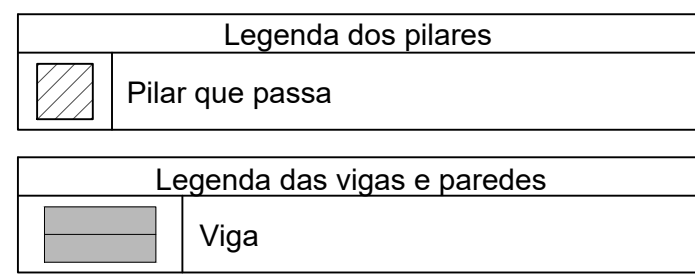 Legenda dos pilares
Pilar que passa
Legenda das vigas e paredes
Viga